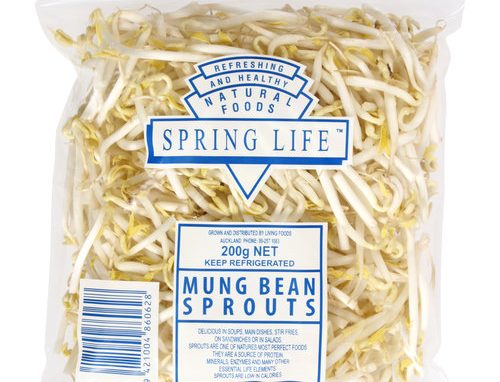 REFRESHING
AND HEALTHY
NATURAL
FOODS
SPRING LIFE™
GROWN AND DISTRIBUTED BY LIVING FOODS
AUCKLAND PHONE 09-257 1083
200g NET
KEEP REFRIGERATED
MUNG BEAN
SPROUTS
DELICIOUS IN SOUPS, MAIN DISHES, STIR FRIES,
ON SANDWICHES OR IN SALADS.
SPROUTS ARE ONE OF NATURES MOST PERFECT FOODS
THEY ARE A SOURCE OF PROTEIN
MINERALS, ENZYMES AND MANY OTHER
ESSENTIAL LIFE ELEMENTS.
SPROUTS ARE LOW IN CALORIES
9 421004 860628